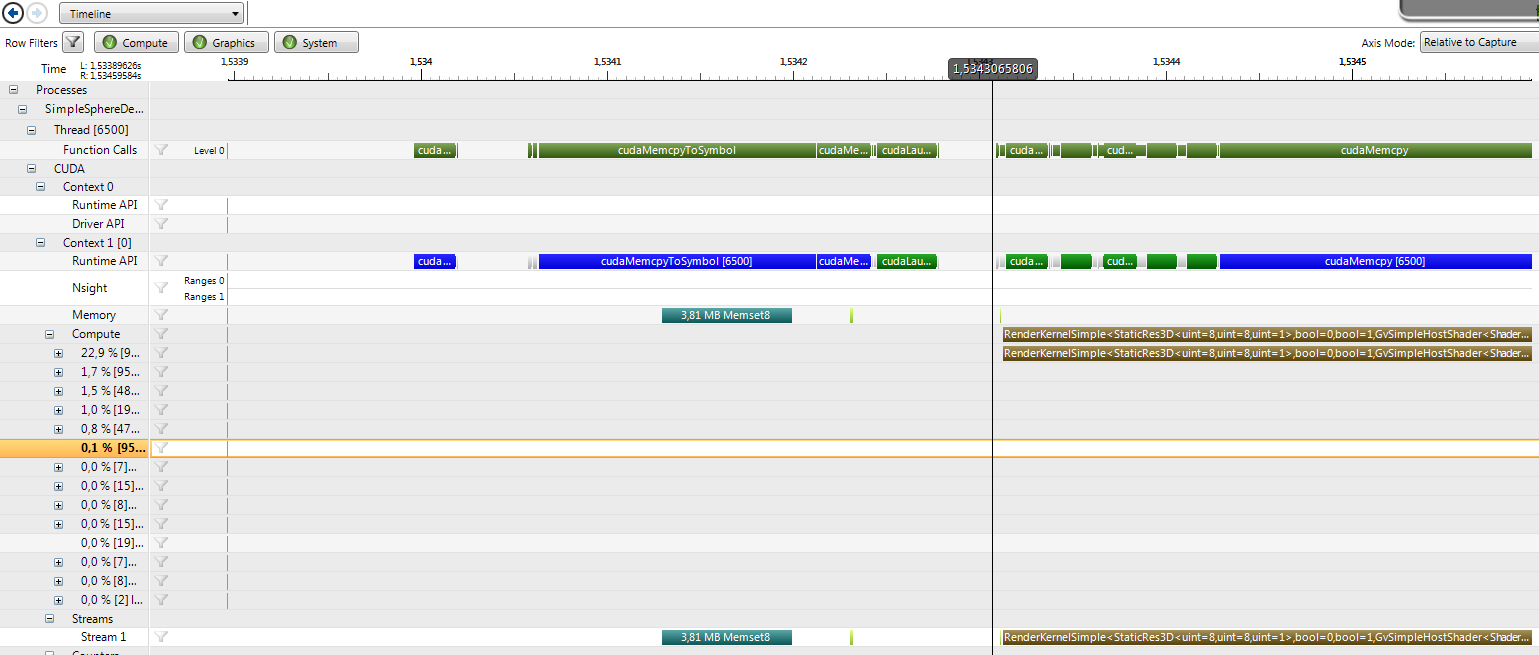 Timeline
Row Filters Compute Graphics System Axis Mode: Relative to Capture
Time L: 1,53389626s
R: 1,53459584s
1,5339 1,534 1,5341 1,5342 1,5343065806 1,5344 1,5345
Processes
SimpleSphereDe...
Thread [6500]
Function Calls Level 0 cuda... cudaMemcpyToSymbol cudaMe... cudaLau... cuda... cud... cudaMemcpy
CUDA
Context 0
Runtime API
Driver API
Context 1 [0]
Runtime API cuda... cudaMemcpyToSymbol [6500] cudaMe... cudaLau... cuda... cud... cudaMemcpy [6500]
Nsight Ranges 0
Ranges 1
Memory 3,81 MB Memset8
Compute RenderKernelSimple<StaticRes3D<uint=8,uint=8,uint=1>,bool=0,bool=1,GvSimpleHostShader<Shader...
22,9 % [9... RenderKernelSimple<StaticRes3D<uint=8,uint=8,uint=1>,bool=0,bool=1,GvSimpleHostShader<Shader...
1,7 % [95...
1,5 % [48...
1,0 % [19...
0,8 % [47...
0,1 % [95...
0,0 % [7]...
0,0 % [15]...
0,0 % [8]...
0,0 % [15]...
0,0 % [19]...
0,0 % [7]...
0,0 % [8]...
0,0 % [2] I...
Streams
Stream 1 3,81 MB Memset8 RenderKernelSimple<StaticRes3D<uint=8,uint=8,uint=1>,bool=0,bool=1,GvSimpleHostShader<Shader...